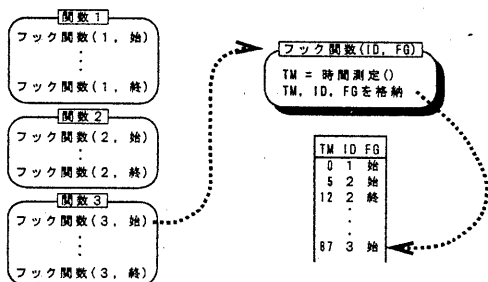 関数1
フック関数(1, 始)
フック関数(1, 終)
関数2
フック関数(2, 始)
フック関数(2, 終)
関数3
フック関数(3, 始)
フック関数(3, 終)
フック関数(ID, FG)
TM = 時間測定()
TM, ID, FGを格納
TM ID FG
0 1 始
5 2 始
12 2 終
87 3 始